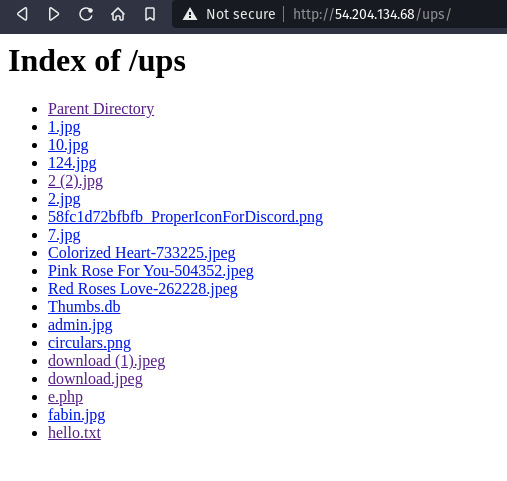 Not secure | http://54.204.134.68/ups/
Index of /ups
Parent Directory
1.jpg
10.jpg
124.jpg
2 (2).jpg
2.jpg
58fc1d72bfbfb_ProperIconForDiscord.png
7.jpg
Colorized Heart-733225.jpeg
Pink Rose For You-504352.jpeg
Red Roses Love-262228.jpeg
Thumbs.db
admin.jpg
circulars.png
download (1).jpeg
download.jpeg
e.php
fabin.jpg
hello.txt